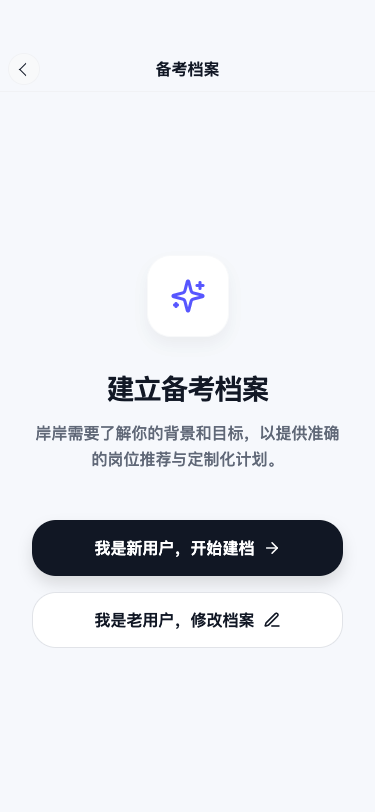 备考档案
建立备考档案
岸岸需要了解你的背景和目标，以提供准确
的岗位推荐与定制化计划。
我是新用户，开始建档
我是老用户，修改档案